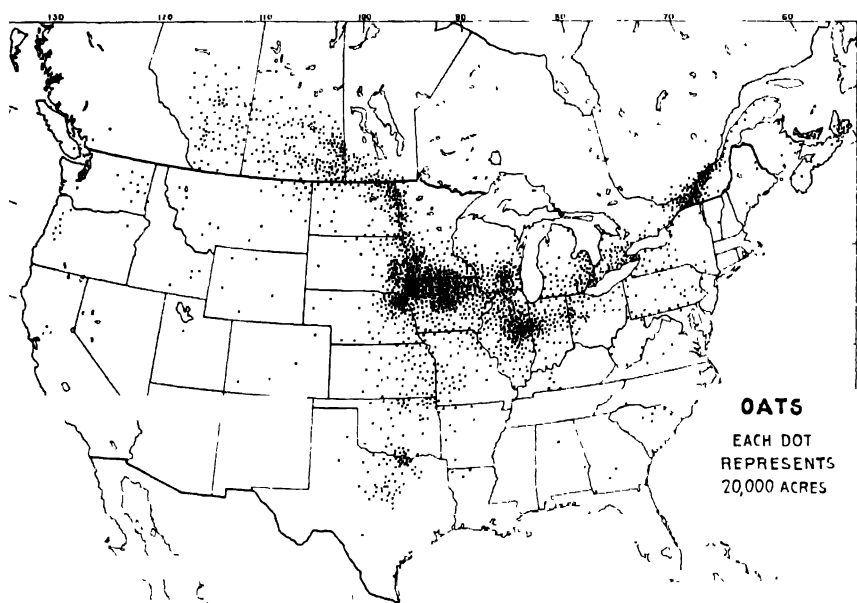 130 120 110 100 90 80 70 60
OATS
EACH DOT
REPRESENTS
20,000 ACRES